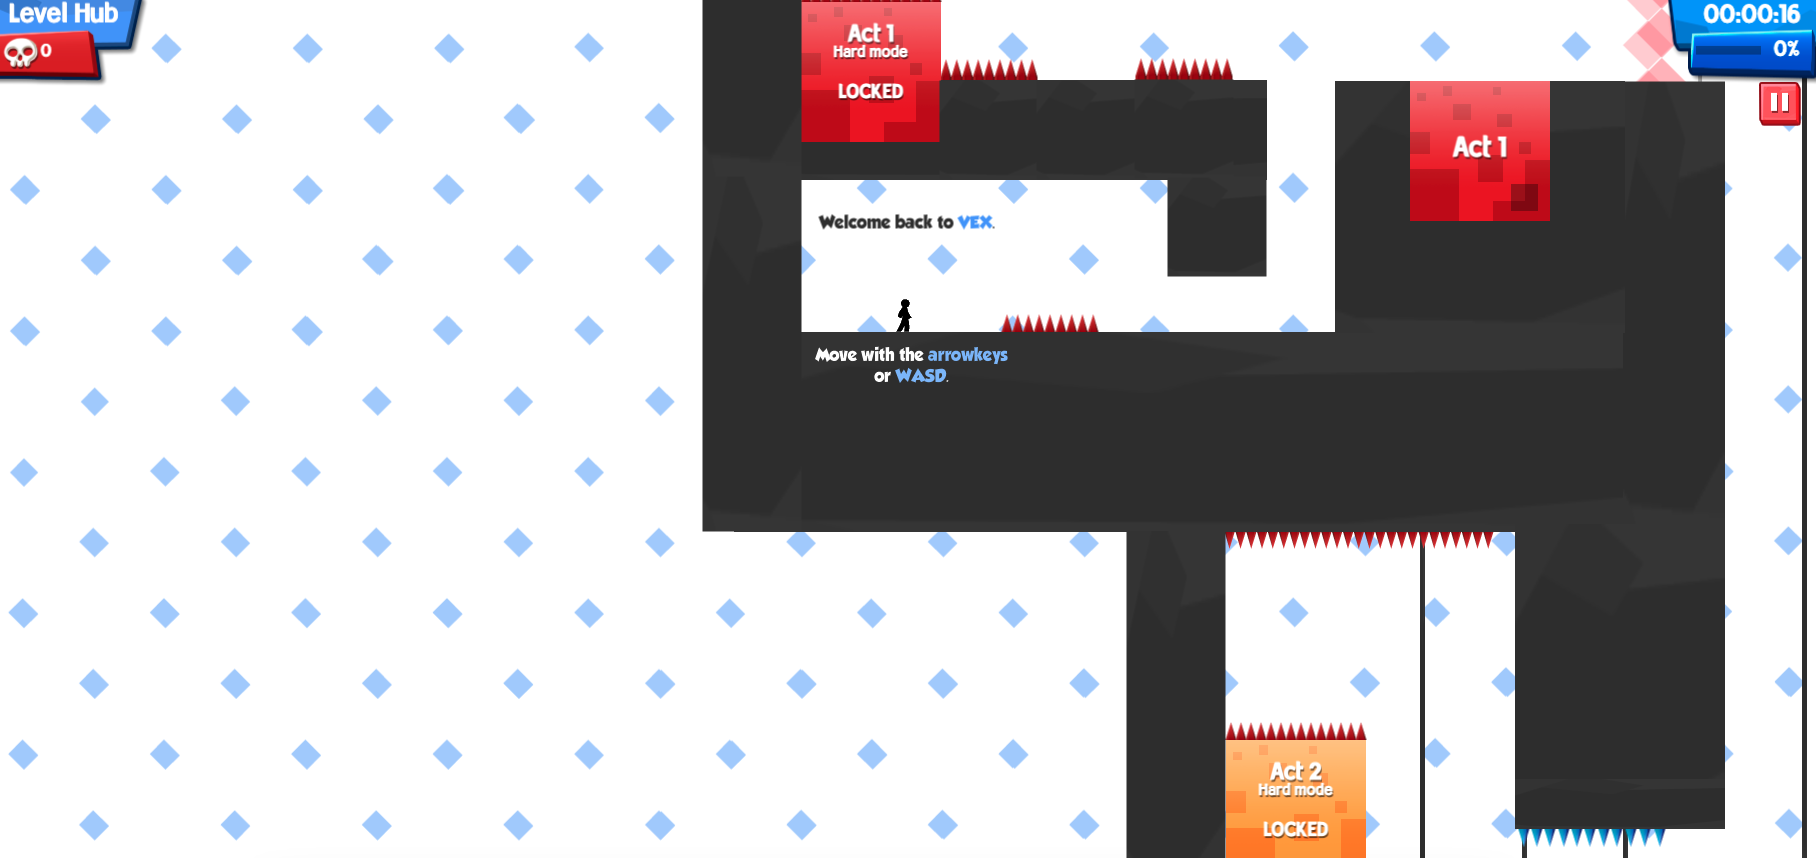 Level Hub
0
00:00:16
0%
Act 1
Hard mode
LOCKED
Act 1
Welcome back to VEX.
Move with the arrowkeys
or WASD.
Act 2
Hard mode
LOCKED